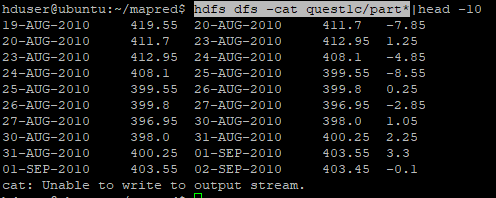 hduser@ubuntu:~/mapred$ hdfs dfs -cat quest1c/part*|head -10
19-AUG-2010 419.55 20-AUG-2010 411.7 -7.85
20-AUG-2010 411.7 23-AUG-2010 412.95 1.25
23-AUG-2010 412.95 24-AUG-2010 408.1 -4.85
24-AUG-2010 408.1 25-AUG-2010 399.55 -8.55
25-AUG-2010 399.55 26-AUG-2010 399.8 0.25
26-AUG-2010 399.8 27-AUG-2010 396.95 -2.85
27-AUG-2010 396.95 30-AUG-2010 398.0 1.05
30-AUG-2010 398.0 31-AUG-2010 400.25 2.25
31-AUG-2010 400.25 01-SEP-2010 403.55 3.3
01-SEP-2010 403.55 02-SEP-2010 403.45 -0.1
cat: Unable to write to output stream.